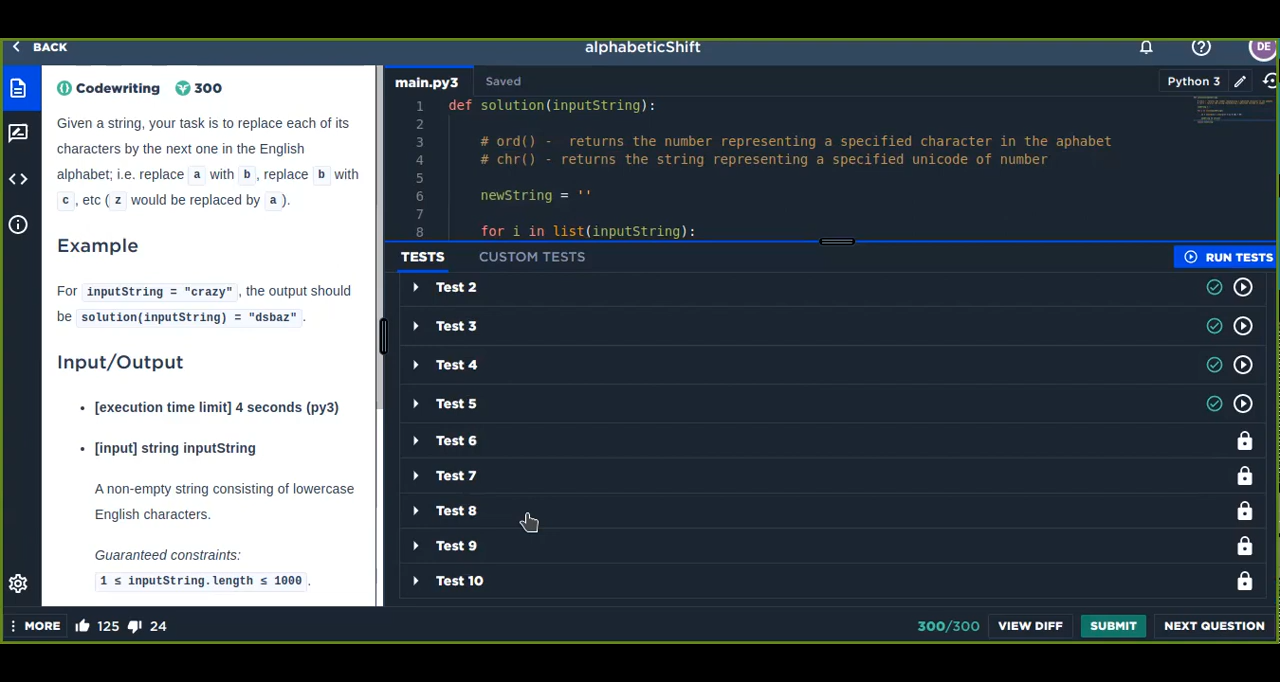 BACK
alphabeticShift
DE
Codewriting 300
Given a string, your task is to replace each of its
characters by the next one in the English
alphabet; i.e. replace a with b, replace b with
c, etc (z would be replaced by a).
Example
For inputString = "crazy", the output should
be solution(inputString) = "dsbaz".
Input/Output
• [execution time limit] 4 seconds (py3)
• [input] string inputString
A non-empty string consisting of lowercase
English characters.
Guaranteed constraints:
1 ≤ inputString.length ≤ 1000.
main.py3 Saved
Python 3
1 def solution(inputString):
2
3 # ord() -  returns the number representing a specified character in the aphabet
4 # chr() - returns the string representing a specified unicode of number
5
6 newString = ''
7
8 for i in list(inputString):
TESTS CUSTOM TESTS
RUN TESTS
Test 2
Test 3
Test 4
Test 5
Test 6
Test 7
Test 8
Test 9
Test 10
MORE 125 24
300/300 VIEW DIFF SUBMIT NEXT QUESTION